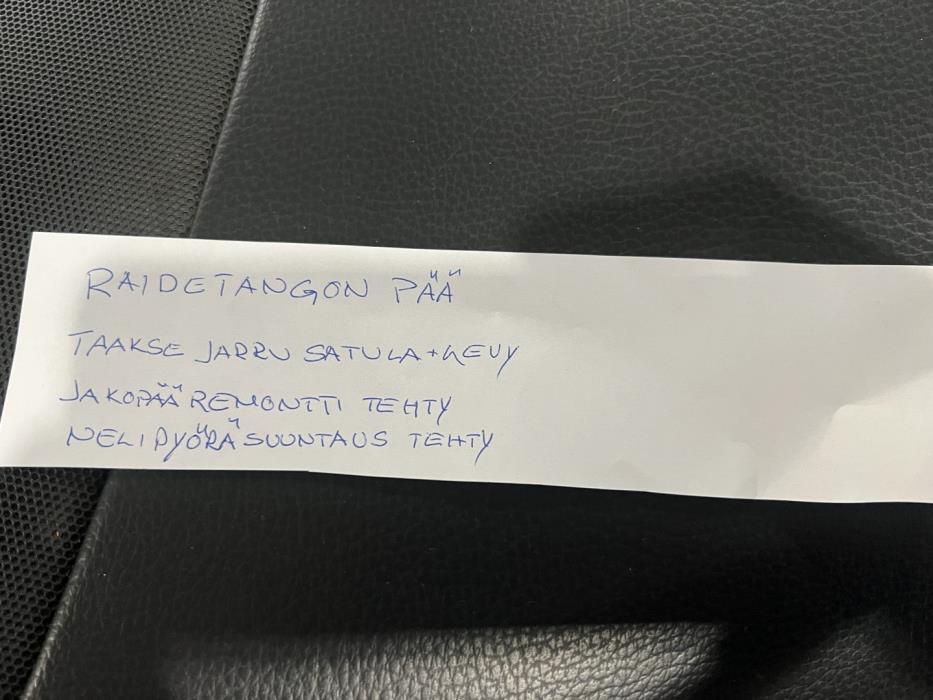 RAIDETANGON PÄÄ
TAAKSE JARRU SATULA + LEVY
JAKOPÄÄ REMONTTI TEHTY
NELIPYÖRÄSUUNTAUS TEHTY